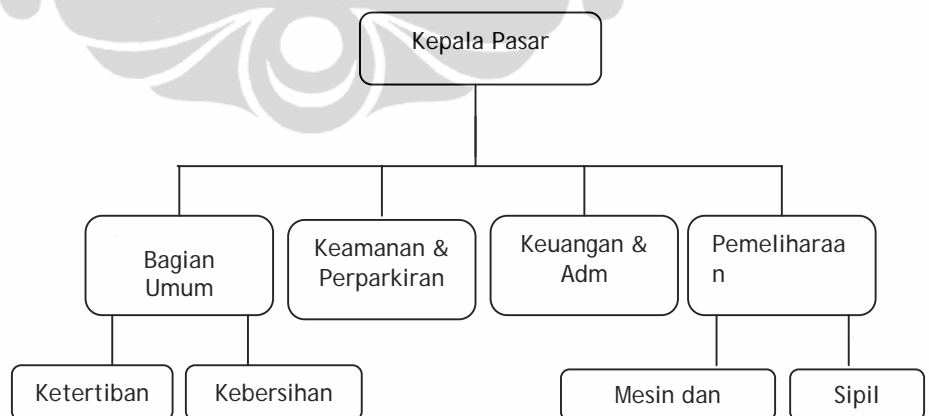 Kepala Pasar
Bagian
Umum
Keamanan &
Perparkiran
Keuangan &
Adm
Pemeliharaa
n
Ketertiban
Kebersihan
Mesin dan
Sipil